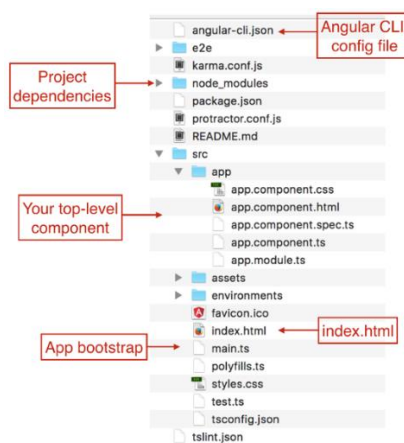 angular-cli.json
Angular CLI
config file
e2e
karma.conf.js
Project
dependencies
node_modules
package.json
protractor.conf.js
README.md
src
app
app.component.css
Your top-level
component
app.component.html
app.component.spec.ts
app.component.ts
app.module.ts
assets
environments
favicon.ico
index.html
index.html
App bootstrap
main.ts
polyfills.ts
styles.css
test.ts
tsconfig.json
tslint.json